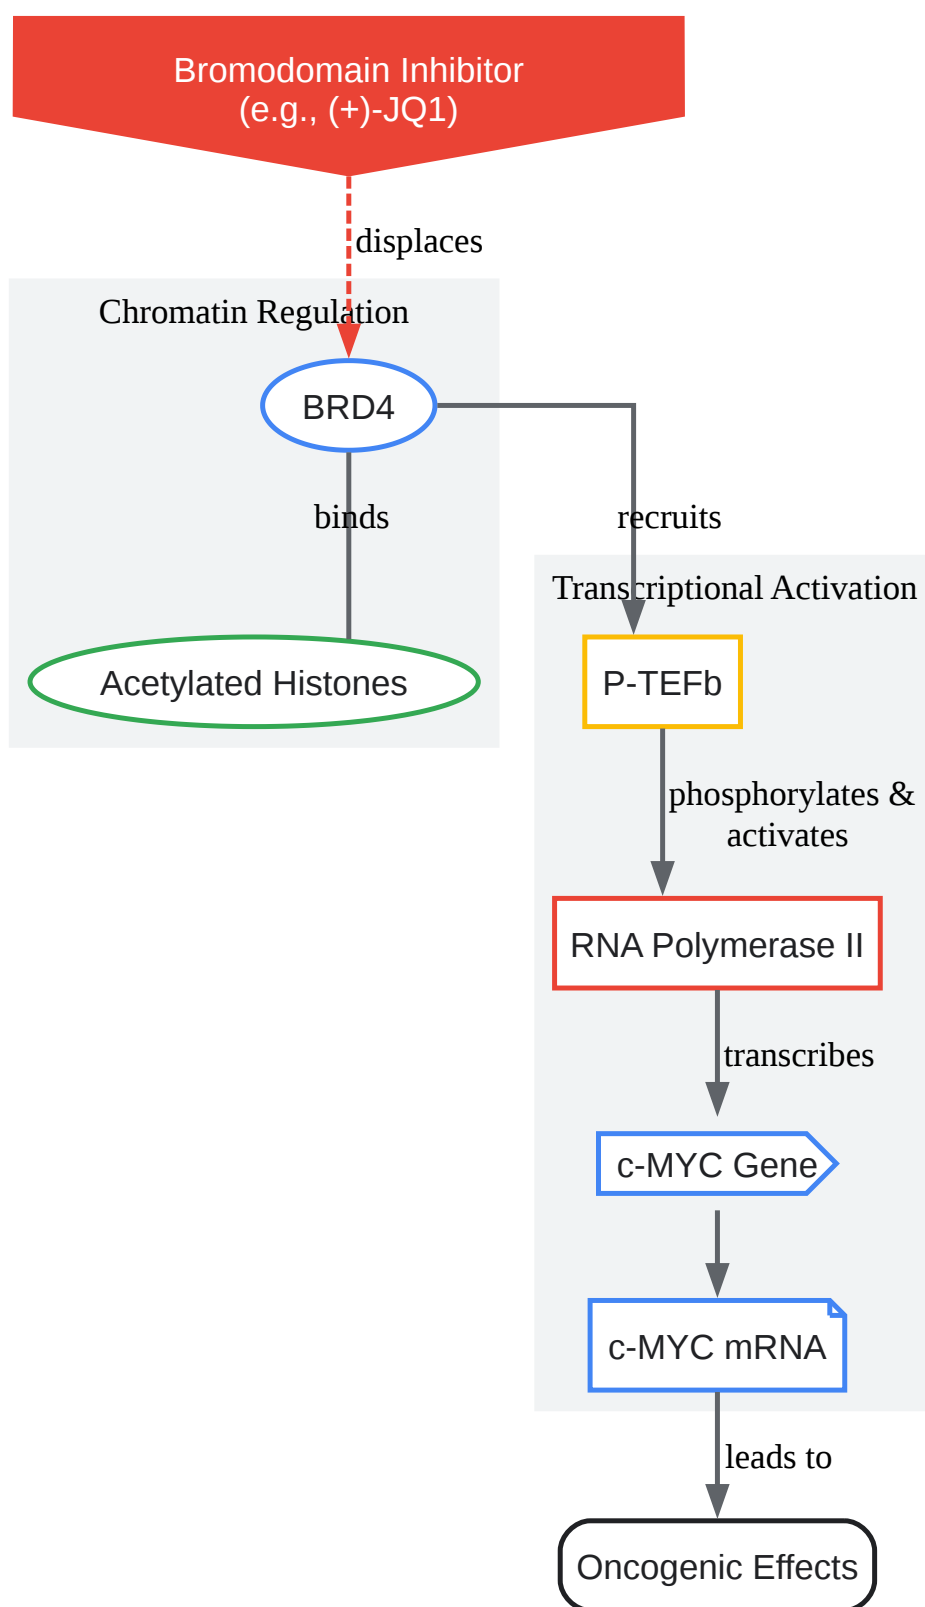 Bromodomain Inhibitor
(e.g., (+)-JQ1)
displaces
Chromatin Regulation
BRD4
binds
recruits
Transcriptional Activation
Acetylated Histones
P-TEFb
phosphorylates &
activates
RNA Polymerase II
transcribes
c-MYC Gene
c-MYC mRNA
leads to
Oncogenic Effects